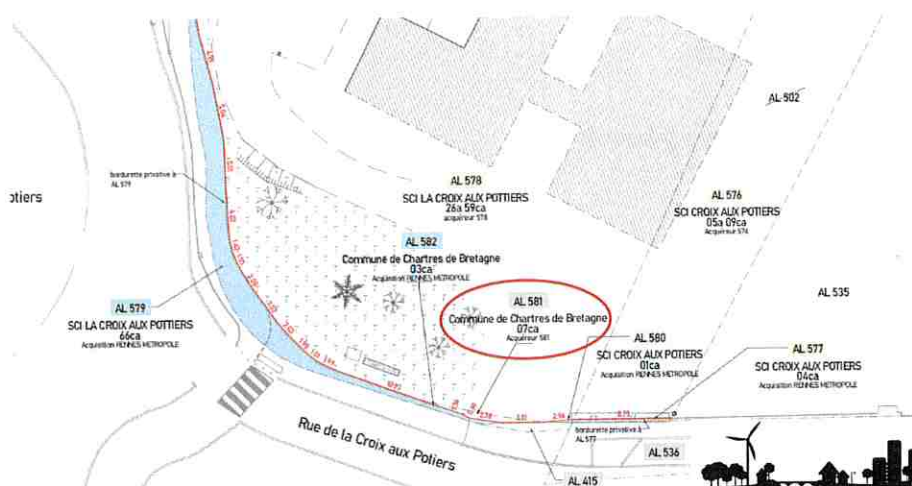 AL 502
otiers
bordurette privative à
AL 579
AL 578
SCI LA CROIX AUX POTTIERS
26a 59ca
acquéreur 578
AL 576
SCI CROIX AUX POTIERS
05a 09ca
Acquéreur 576
AL 582
Commune de Chartres de Bretagne
03ca
Acquisition RENNES METROPOLE
AL 579
SCI LA CROIX AUX POTTIERS
66ca
Acquisition RENNES METROPOLE
AL 581
Commune de Chartres de Bretagne
07ca
Acquéreur 581
AL 535
AL 580
SCI CROIX AUX POTIERS
01ca
Acquisition RENNES METROPOLE
AL 577
SCI CROIX AUX POTIERS
04ca
Acquisition RENNES METROPOLE
bordurette privative à
AL 577
Rue de la Croix aux Potiers
AL 536
AL 415